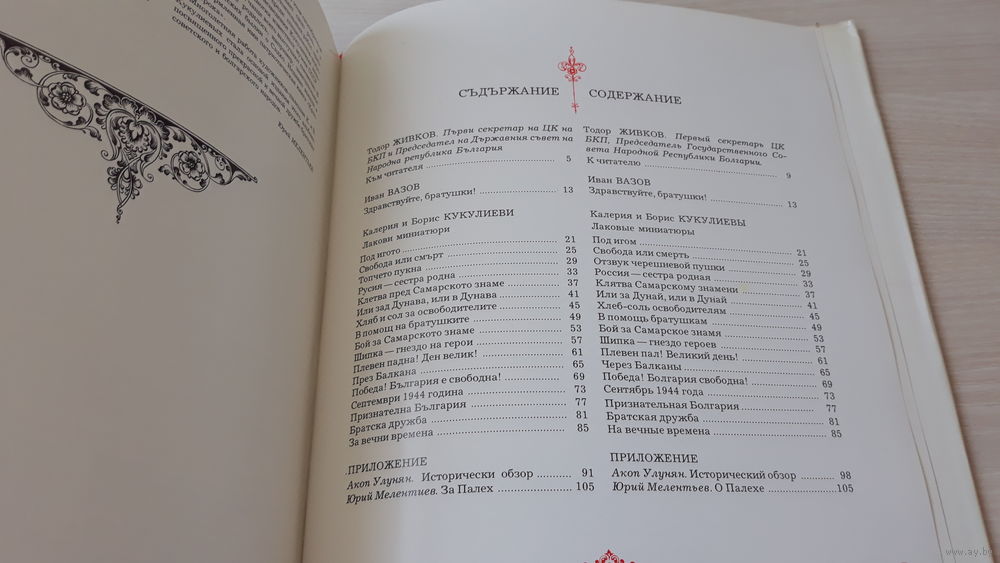 СЪДЪРЖАНИЕ
Тодор ЖИВКОВ. Първи секретар на ЦК на
БКП и Председател на Държавния съвет на
Народна република България
Към читателя 5
Иван ВАЗОВ
Здравствуйте, братушки! 13
Калерия и Борис КУКУЛИЕВИ
Лакови миниатюри
Под игото 21
Свобода или смърт 25
Топчето пукна 29
Русия — сестра родна 33
Клетва пред Самарското знаме 37
Или зад Дунава, или в Дунава 41
Хляб и сол за освободителите 45
В помощ на братушките 49
Бой за Самарското знаме 53
Шипка — гнездо на герои 57
Плевен падна! Ден велик! 61
През Балкана 65
Победа! България е свободна! 69
Септември 1944 година 73
Признателна България 77
Братска дружба 81
За вечни времена 85
ПРИЛОЖЕНИЕ
Акоп Улунян. Исторически обзор 91
Юрий Мелентиев. За Палех 105
СОДЕРЖАНИЕ
Тодор ЖИВКОВ. Первый секретарь ЦК
БКП, Председатель Государственного Со-
вета Народной Республики Болгарии.
К читателю 9
Иван ВАЗОВ
Здравствуйте, братушки! 13
Калерия и Борис КУКУЛИЕВЫ
Лаковые миниатюры
Под игом 21
Свобода или смерть 25
Отзвук черешневой пушки 29
Россия — сестра родная 33
Клятва Самарскому знамени 37
Или за Дунай, или в Дунай 41
Хлеб-соль освободителям 45
В помощь братушкам 49
Бой за Самарское знамя 53
Шипка — гнездо героев 57
Плевен пал! Великий день! 61
Через Балканы 65
Победа! Болгария свободна! 69
Сентябрь 1944 года 73
Признательная Болгария 77
Братская дружба 81
На вечные времена 85
ПРИЛОЖЕНИЕ
Акоп Улунян. Исторический обзор 98
Юрий Мелентьев. О Палехе 105